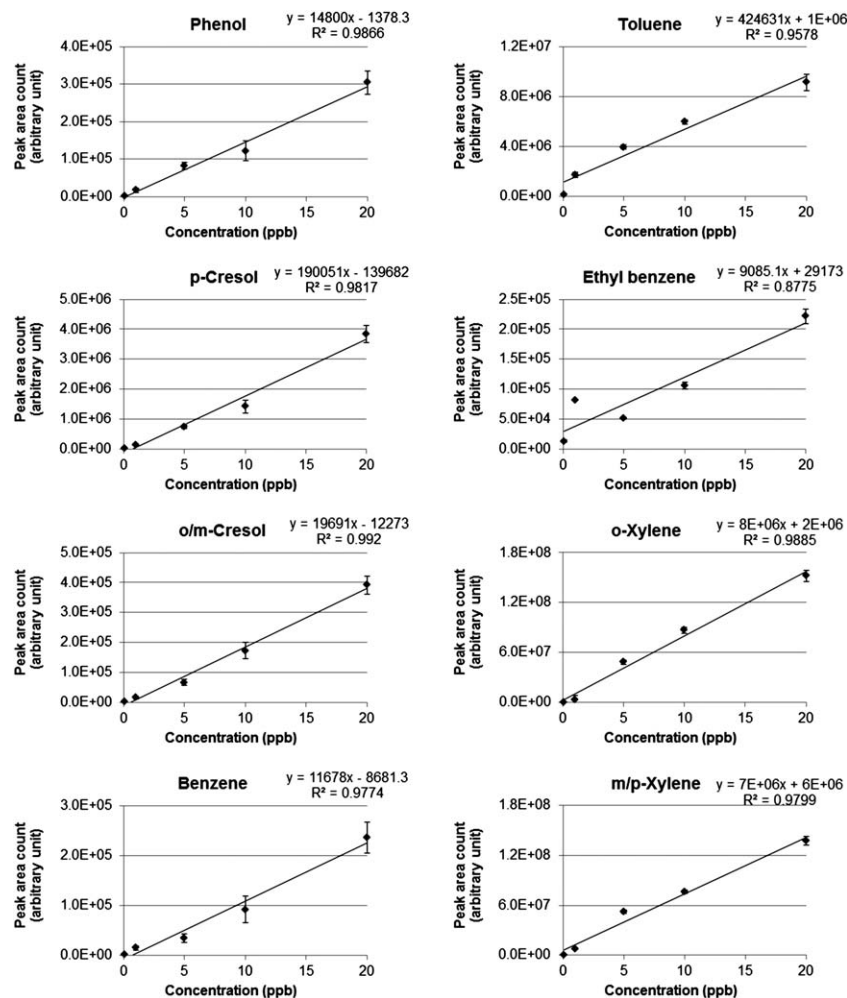 Phenol
y = 14800x - 1378.3
R² = 0.9866
Peak area count
(arbitrary unit)
4.0E+05
3.0E+05
2.0E+05
1.0E+05
0.0E+00
0 5 10 15 20
Concentration (ppb)
Toluene
y = 424631x + 1E+06
R² = 0.9578
Peak area count
(arbitrary unit)
1.2E+07
8.0E+06
4.0E+06
0.0E+00
0 5 10 15 20
Concentration (ppb)
p-Cresol
y = 190051x - 139682
R² = 0.9817
Peak area count
(arbitrary unit)
5.0E+06
4.0E+06
3.0E+06
2.0E+06
1.0E+06
0.0E+00
0 5 10 15 20
Concentration (ppb)
Ethyl benzene
y = 9085.1x + 29173
R² = 0.8775
Peak area count
(arbitrary unit)
2.5E+05
2.0E+05
1.5E+05
1.0E+05
5.0E+04
0.0E+00
0 5 10 15 20
Concentration (ppb)
o/m-Cresol
y = 19691x - 12273
R² = 0.992
Peak area count
(arbitrary unit)
5.0E+05
4.0E+05
3.0E+05
2.0E+05
1.0E+05
0.0E+00
0 5 10 15 20
Concentration (ppb)
o-Xylene
y = 8E+06x + 2E+06
R² = 0.9885
Peak area count
(arbitrary unit)
1.8E+08
1.2E+08
6.0E+07
0.0E+00
0 5 10 15 20
Concentration (ppb)
Benzene
y = 11678x - 8681.3
R² = 0.9774
Peak area count
(arbitrary unit)
3.0E+05
2.0E+05
1.0E+05
0.0E+00
0 5 10 15 20
Concentration (ppb)
m/p-Xylene
y = 7E+06x + 6E+06
R² = 0.9799
Peak area count
(arbitrary unit)
1.8E+08
1.2E+08
6.0E+07
0.0E+00
0 5 10 15 20
Concentration (ppb)